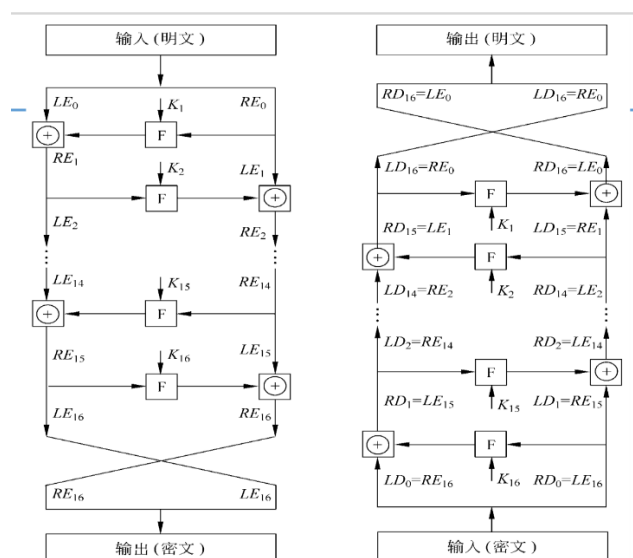 输入(明文)
LE₀
K₁
RE₀
F
RE₁
K₂
LE₁
F
LE₂
RE₂
LE₁₄
K₁₅
RE₁₄
F
RE₁₅
K₁₆
LE₁₅
F
LE₁₆
RE₁₆
RE₁₆
LE₁₆
输出(密文)
输出(明文)
RD₁₆=LE₀
LD₁₆=RE₀
LD₁₆=RE₀
RD₁₆=LE₀
F
RD₁₅=LE₁
K₁
LD₁₅=RE₁
F
LD₁₄=RE₂
K₂
RD₁₄=LE₂
LD₂=RE₁₄
RD₂=LE₁₄
F
RD₁=LE₁₅
K₁₅
LD₁=RE₁₅
F
LD₀=RE₁₆
K₁₆
RD₀=LE₁₆
输入(密文)